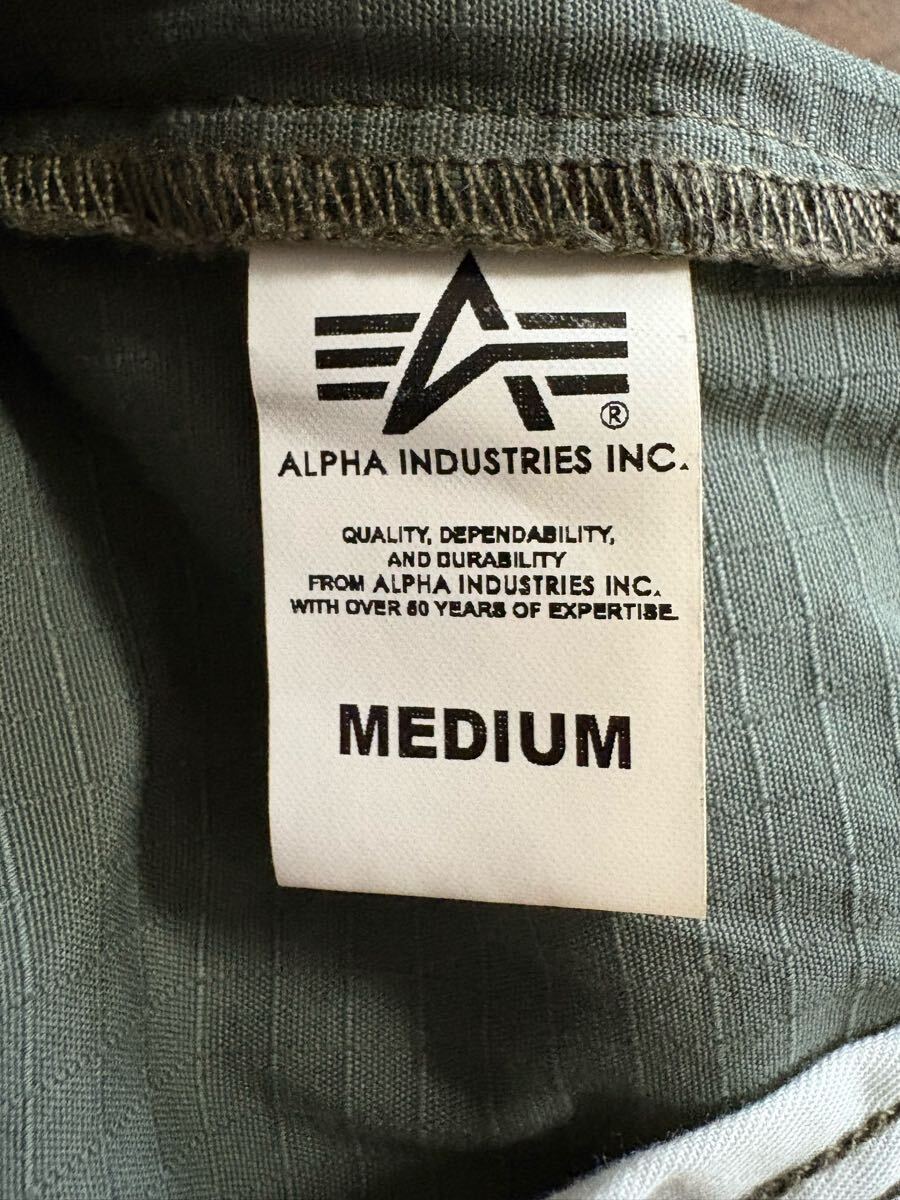 ®
ALPHA INDUSTRIES INC.
QUALITY, DEPENDABILITY,
AND DURABILITY
FROM ALPHA INDUSTRIES INC.
WITH OVER 50 YEARS OF EXPERTISE
MEDIUM